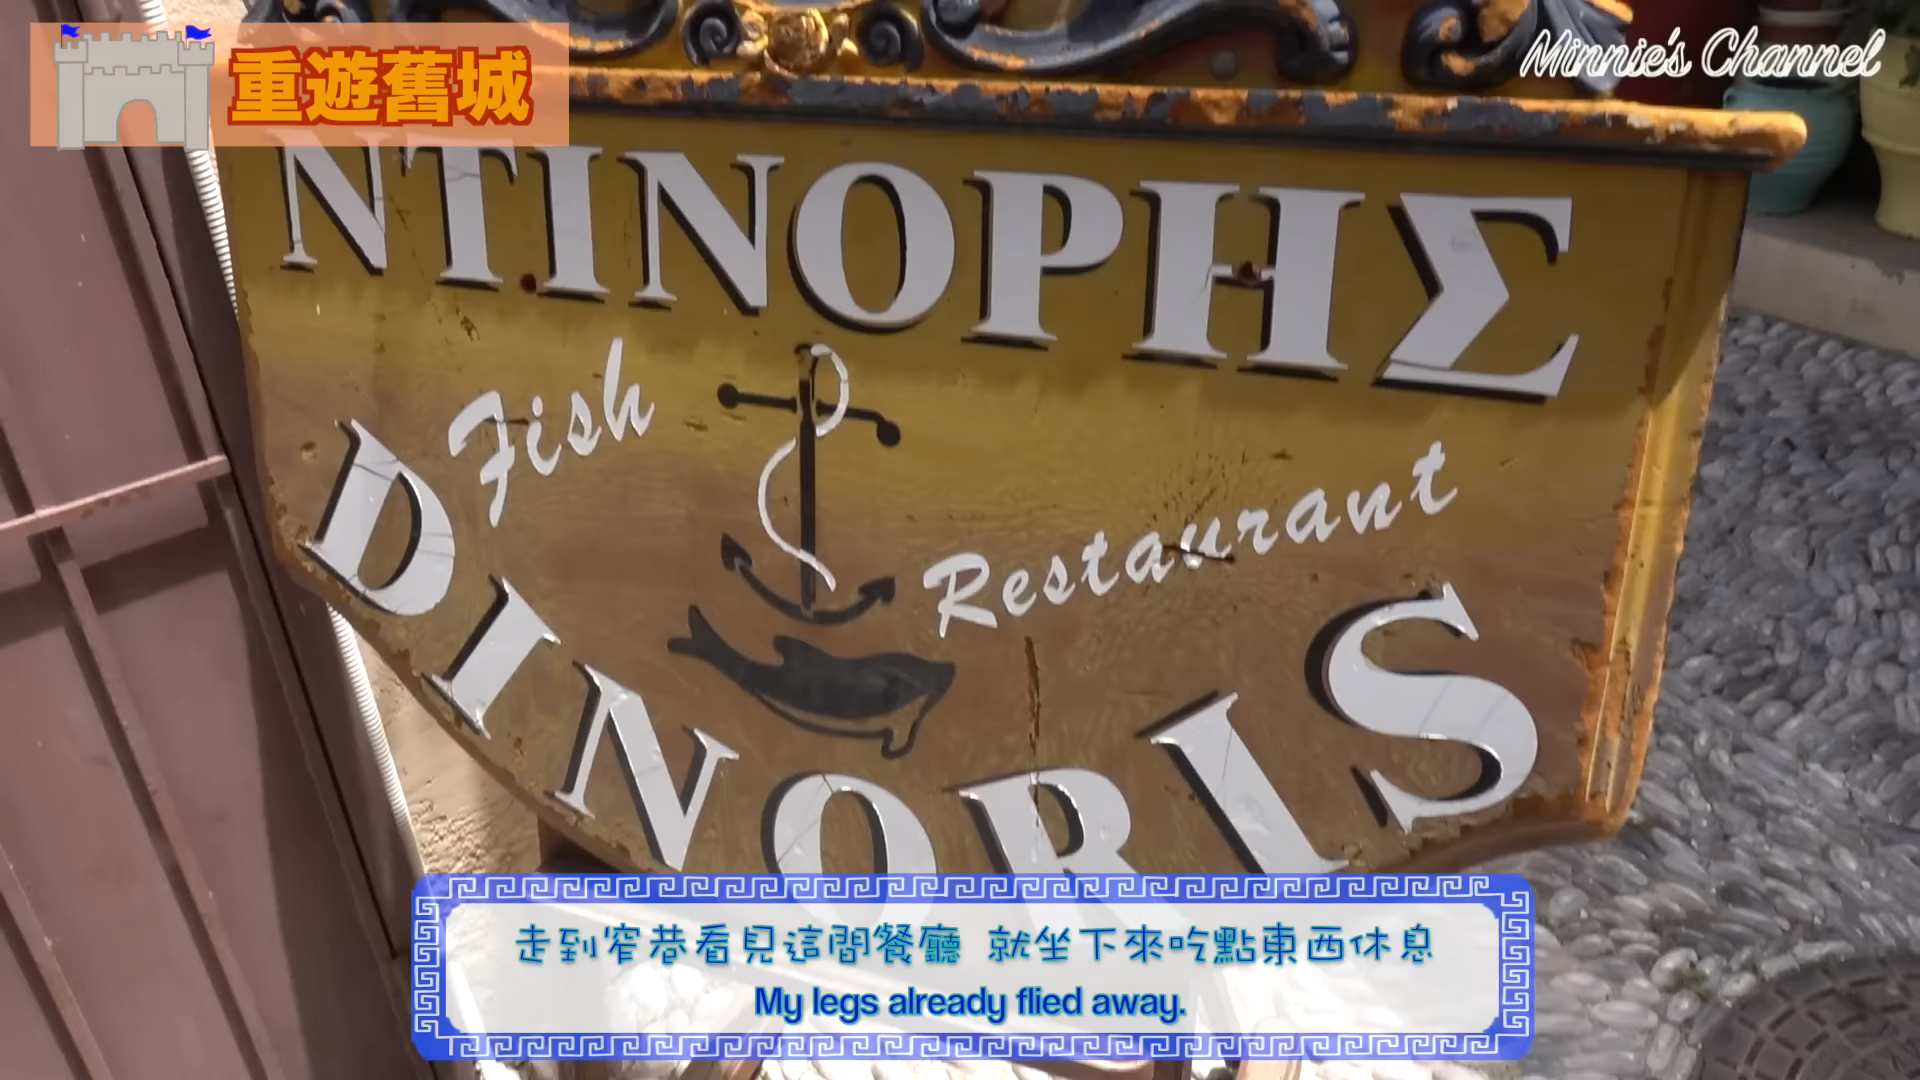 重遊舊城
Minnie's Channel
ΝΤΙΝΟΡΗΣ
Fish
Restaurant
DINORIS
走到窄巷看見這間餐廳 就坐下來吃點東西休息
My legs already flied away.